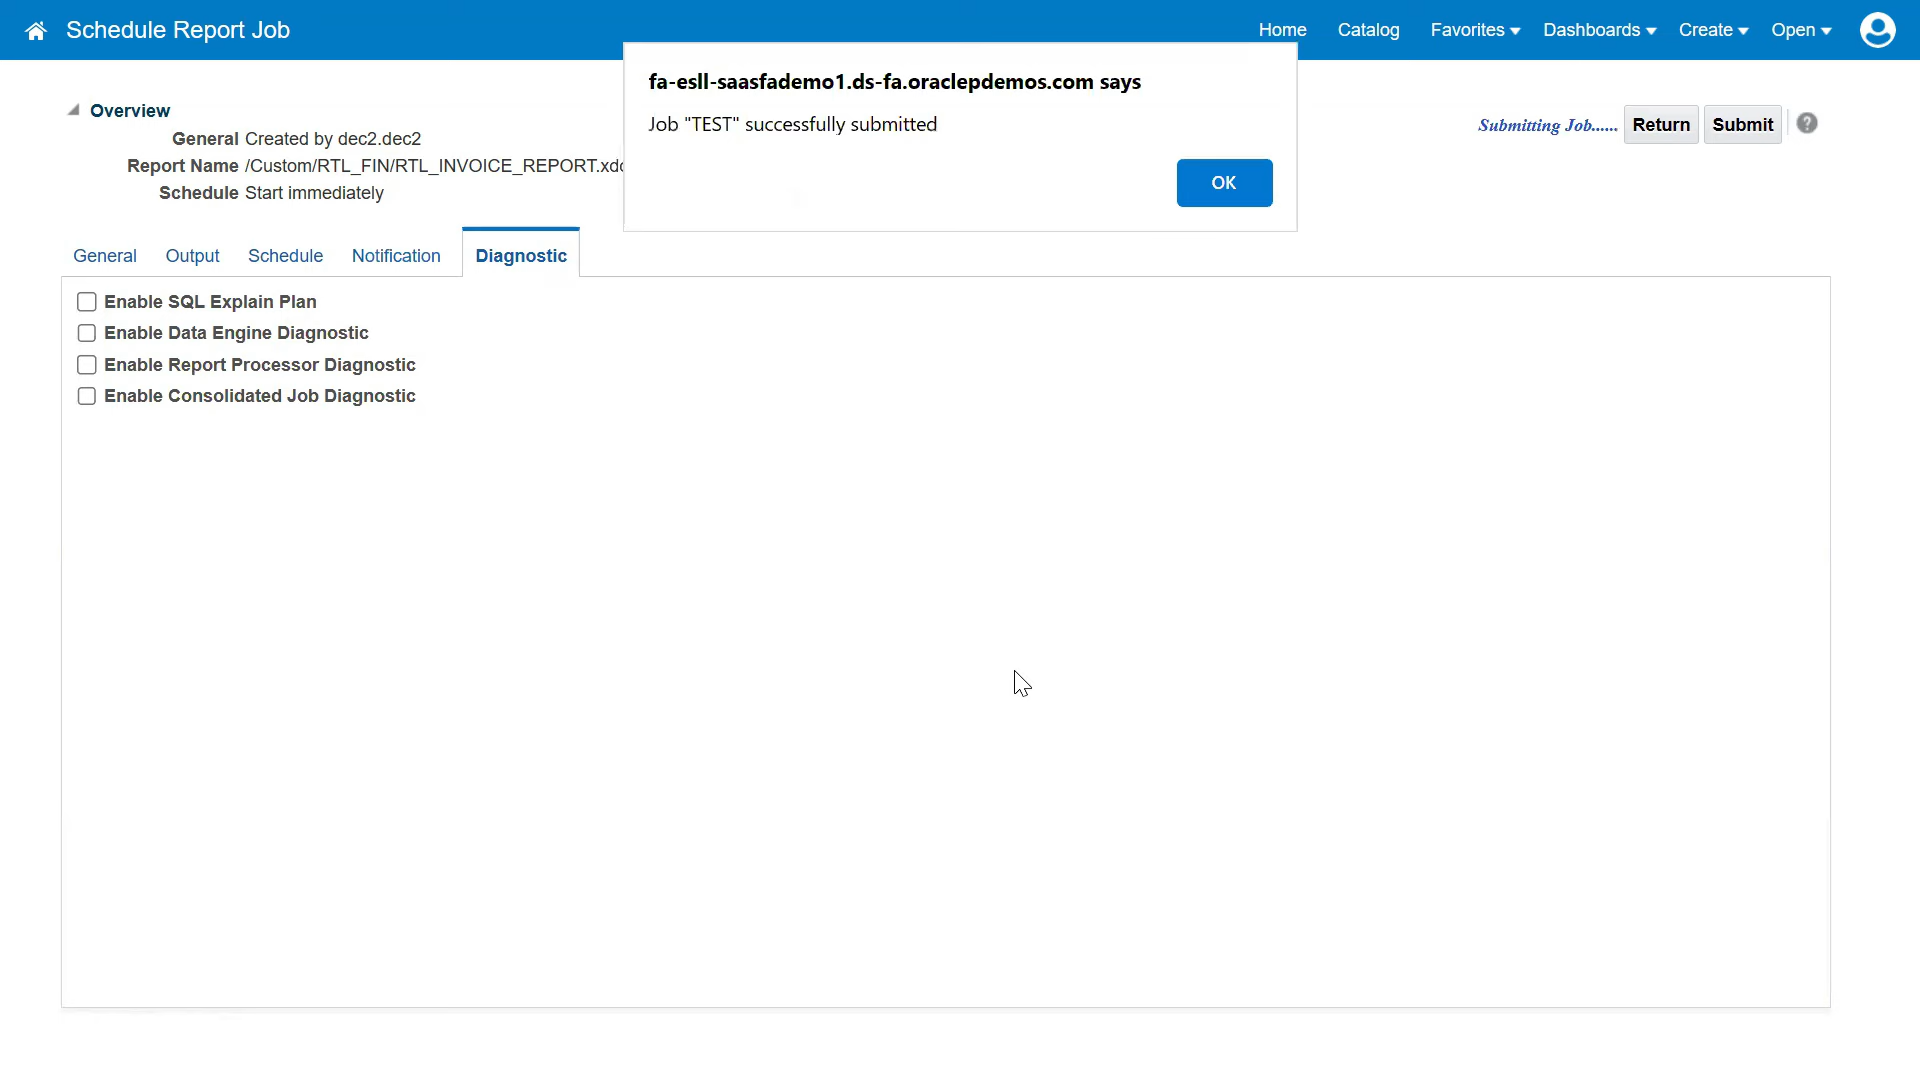 Schedule Report Job
Home Catalog Favorites Dashboards Create Open
fa-esll-saasfademo1.ds-fa.oraclepdemos.com says
Job "TEST" successfully submitted
OK
Overview
General Created by dec2.dec2
Report Name /Custom/RTL_FIN/RTL_INVOICE_REPORT.xdo
Schedule Start immediately
Submitting Job...... Return Submit ?
General Output Schedule Notification Diagnostic
Enable SQL Explain Plan
Enable Data Engine Diagnostic
Enable Report Processor Diagnostic
Enable Consolidated Job Diagnostic